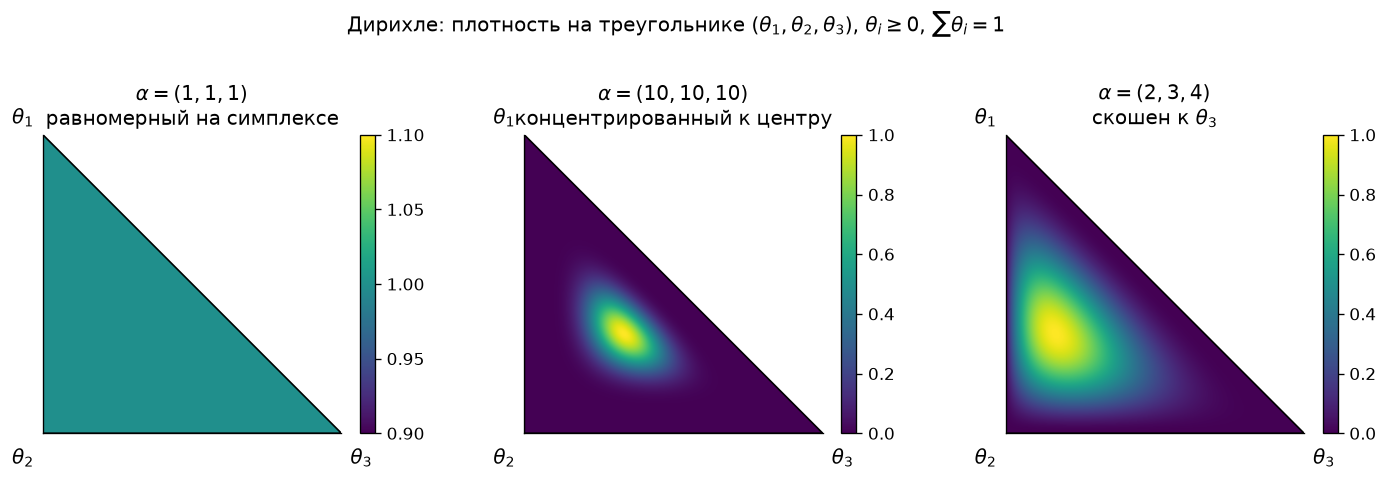 Дирихле: плотность на треугольнике (θ₁, θ₂, θ₃), θᵢ ≥ 0, ∑θᵢ = 1
α = (1, 1, 1)
равномерный на симплексе
θ₁
θ₂
θ₃
1.10
1.05
1.00
0.95
0.90
α = (10, 10, 10)
концентрированный к центру
θ₁
θ₂
θ₃
1.0
0.8
0.6
0.4
0.2
0.0
α = (2, 3, 4)
скошен к θ₃
θ₁
θ₂
θ₃
1.0
0.8
0.6
0.4
0.2
0.0